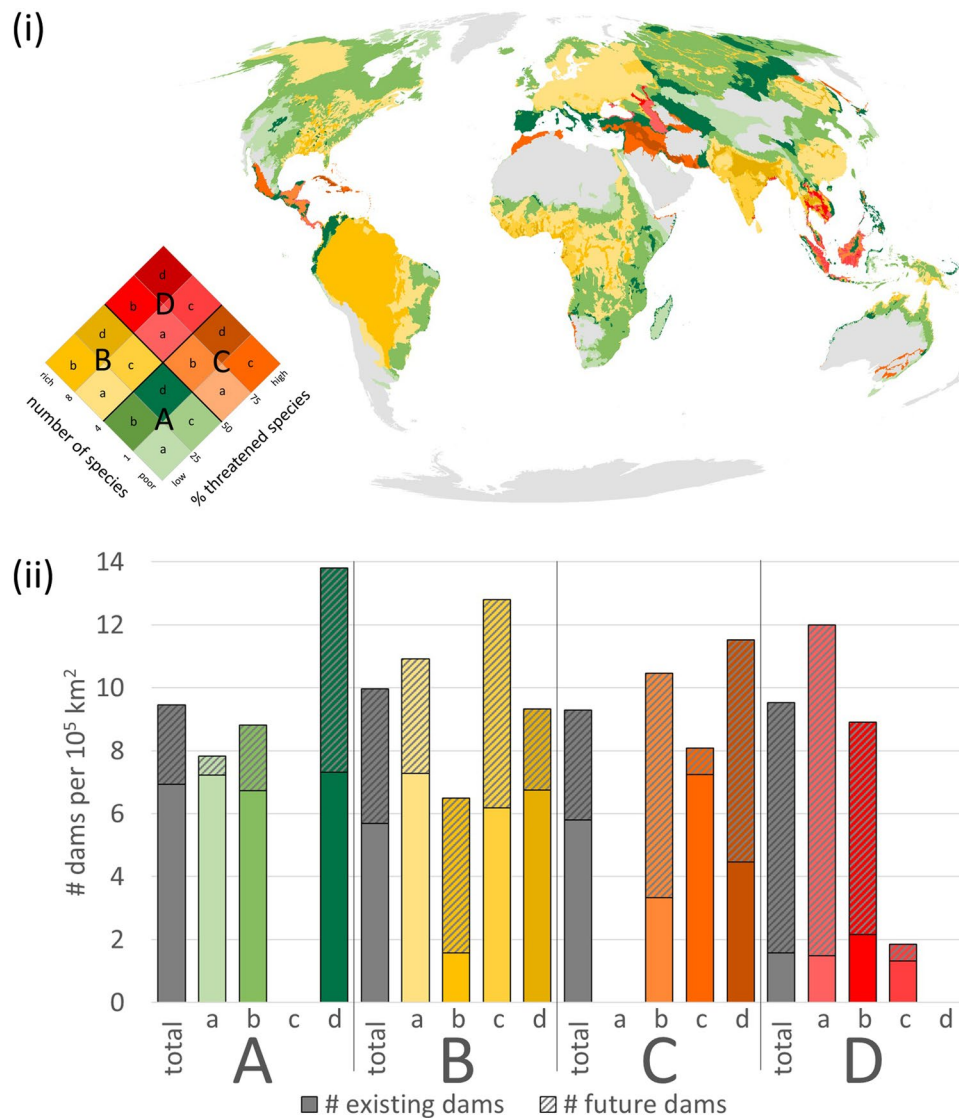 (i)
d
b D c
d a d
b B c b C c
rich d high
a a
8 b A c 75
4 a 50
1 25
poor low
number of species
% threatened species
(ii)
# dams per 10⁵ km²
14
12
10
8
6
4
2
0
total a b c d total a b c d total a b c d total a b c d
A B C D
# existing dams # future dams